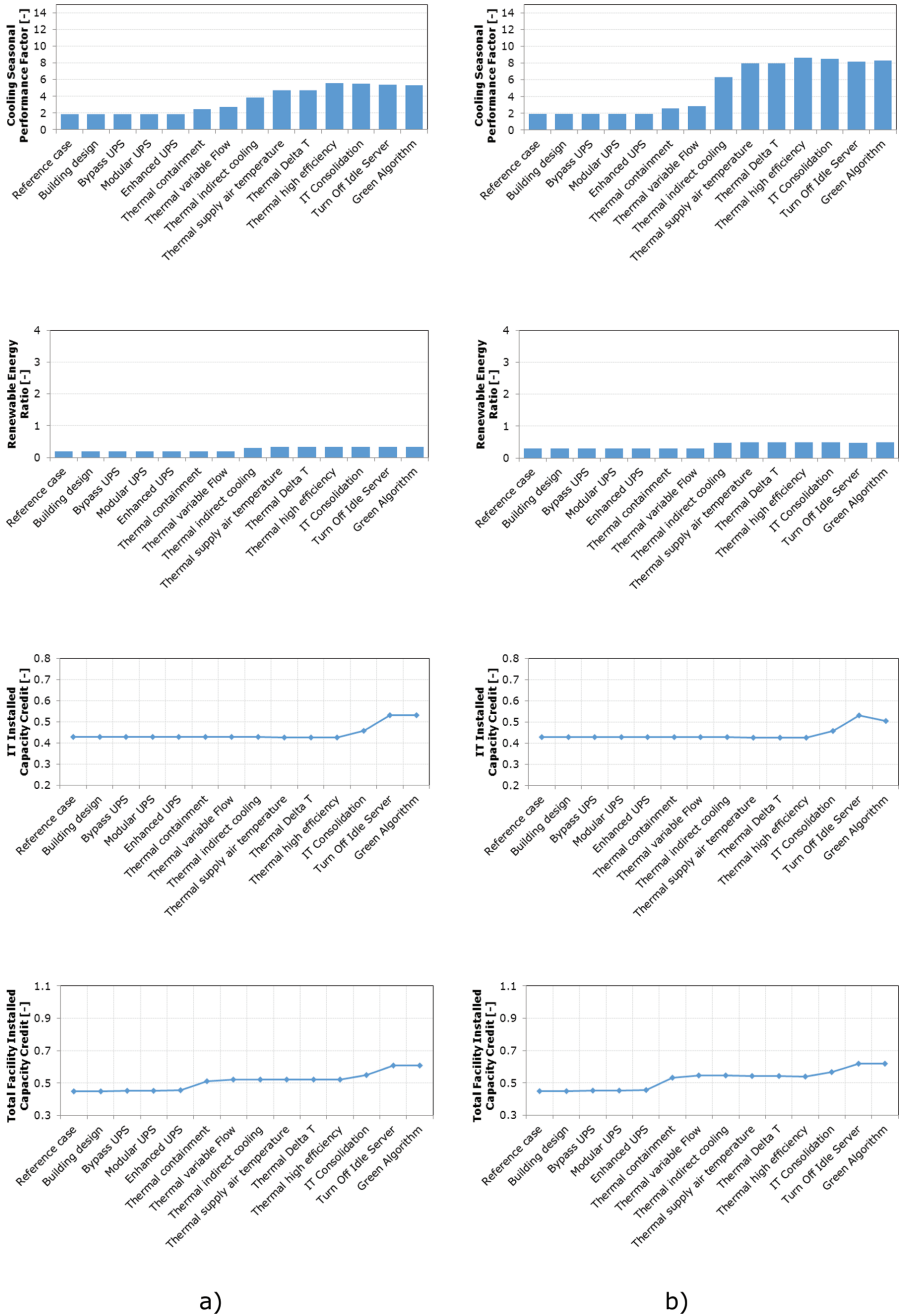 Cooling Seasonal
Performance Factor [-]
14
12
10
8
6
4
2
0
Reference case
Building design
Bypass UPS
Modular UPS
Enhanced UPS
Thermal containment
Thermal variable Flow
Thermal indirect cooling
Thermal supply air temperature
Thermal Delta T
Thermal high efficiency
IT Consolidation
Turn Off Idle Server
Green Algorithm
Cooling Seasonal
Performance Factor [-]
14
12
10
8
6
4
2
0
Reference case
Building design
Bypass UPS
Modular UPS
Enhanced UPS
Thermal containment
Thermal variable Flow
Thermal indirect cooling
Thermal supply air temperature
Thermal Delta T
Thermal high efficiency
IT Consolidation
Turn Off Idle Server
Green Algorithm
Renewable Energy
Ratio [-]
4
3
2
1
0
Reference case
Building design
Bypass UPS
Modular UPS
Enhanced UPS
Thermal containment
Thermal variable Flow
Thermal indirect cooling
Thermal supply air temperature
Thermal Delta T
Thermal high efficiency
IT Consolidation
Turn Off Idle Server
Green Algorithm
Renewable Energy
Ratio [-]
4
3
2
1
0
Reference case
Building design
Bypass UPS
Modular UPS
Enhanced UPS
Thermal containment
Thermal variable Flow
Thermal indirect cooling
Thermal supply air temperature
Thermal Delta T
Thermal high efficiency
IT Consolidation
Turn Off Idle Server
Green Algorithm
IT Installed
Capacity Credit [-]
0.8
0.7
0.6
0.5
0.4
0.3
0.2
Reference case
Building design
Bypass UPS
Modular UPS
Enhanced UPS
Thermal containment
Thermal variable Flow
Thermal indirect cooling
Thermal supply air temperature
Thermal Delta T
Thermal high efficiency
IT Consolidation
Turn Off Idle Server
Green Algorithm
IT Installed
Capacity Credit [-]
0.8
0.7
0.6
0.5
0.4
0.3
0.2
Reference case
Building design
Bypass UPS
Modular UPS
Enhanced UPS
Thermal containment
Thermal variable Flow
Thermal indirect cooling
Thermal supply air temperature
Thermal Delta T
Thermal high efficiency
IT Consolidation
Turn Off Idle Server
Green Algorithm
Total Facility Installed
Capacity Credit [-]
1.1
0.9
0.7
0.5
0.3
Reference case
Building design
Bypass UPS
Modular UPS
Enhanced UPS
Thermal containment
Thermal variable Flow
Thermal indirect cooling
Thermal supply air temperature
Thermal Delta T
Thermal high efficiency
IT Consolidation
Turn Off Idle Server
Green Algorithm
Total Facility Installed
Capacity Credit [-]
1.1
0.9
0.7
0.5
0.3
Reference case
Building design
Bypass UPS
Modular UPS
Enhanced UPS
Thermal containment
Thermal variable Flow
Thermal indirect cooling
Thermal supply air temperature
Thermal Delta T
Thermal high efficiency
IT Consolidation
Turn Off Idle Server
Green Algorithm
a)
b)